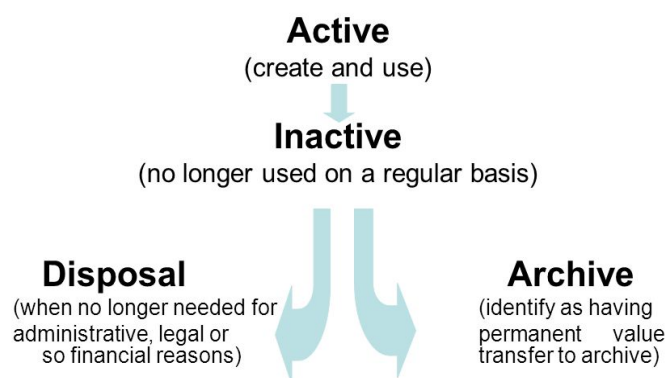 Active
(create and use)
Inactive
(no longer used on a regular basis)
Disposal
(when no longer needed for
administrative, legal or
so financial reasons)
Archive
(identify as having
permanent value
transfer to archive)